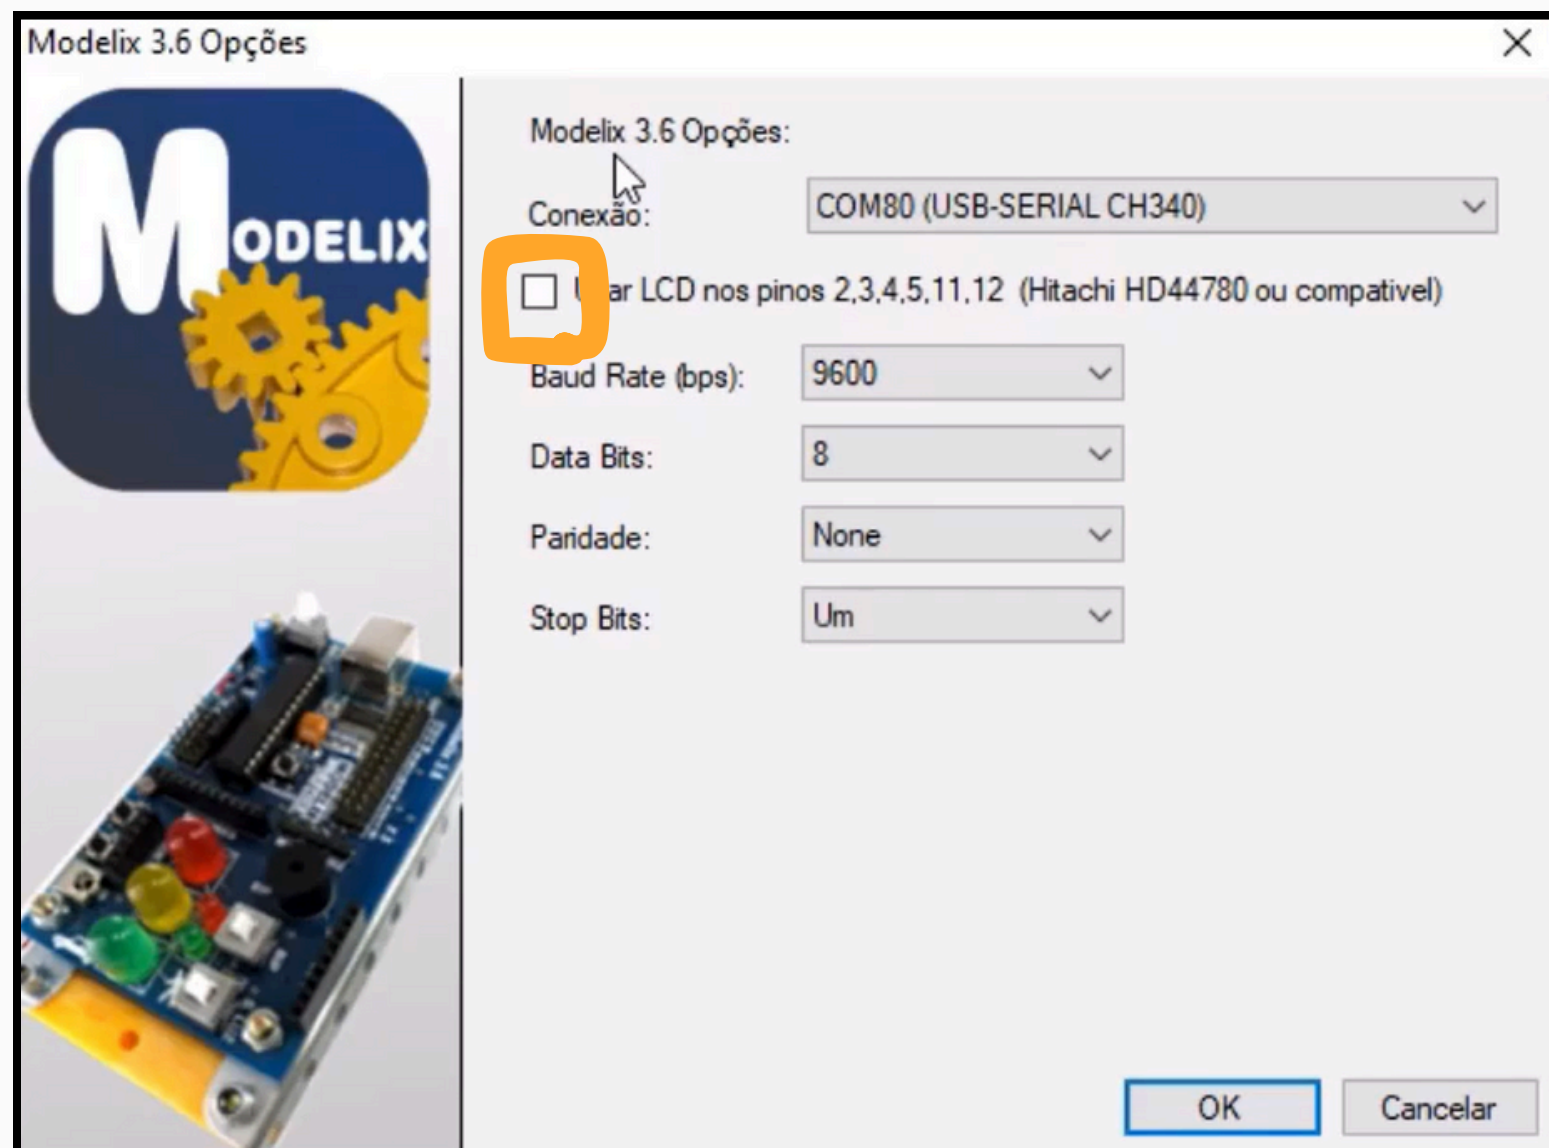 Modelix 3.6 Opções
MODELIX
Modelix 3.6 Opções:
Conexão: COM80 (USB-SERIAL CH340)
ar LCD nos pinos 2,3,4,5,11,12 (Hitachi HD44780 ou compativel)
Baud Rate (bps): 9600
Data Bits: 8
Paridade: None
Stop Bits: Um
OK Cancelar